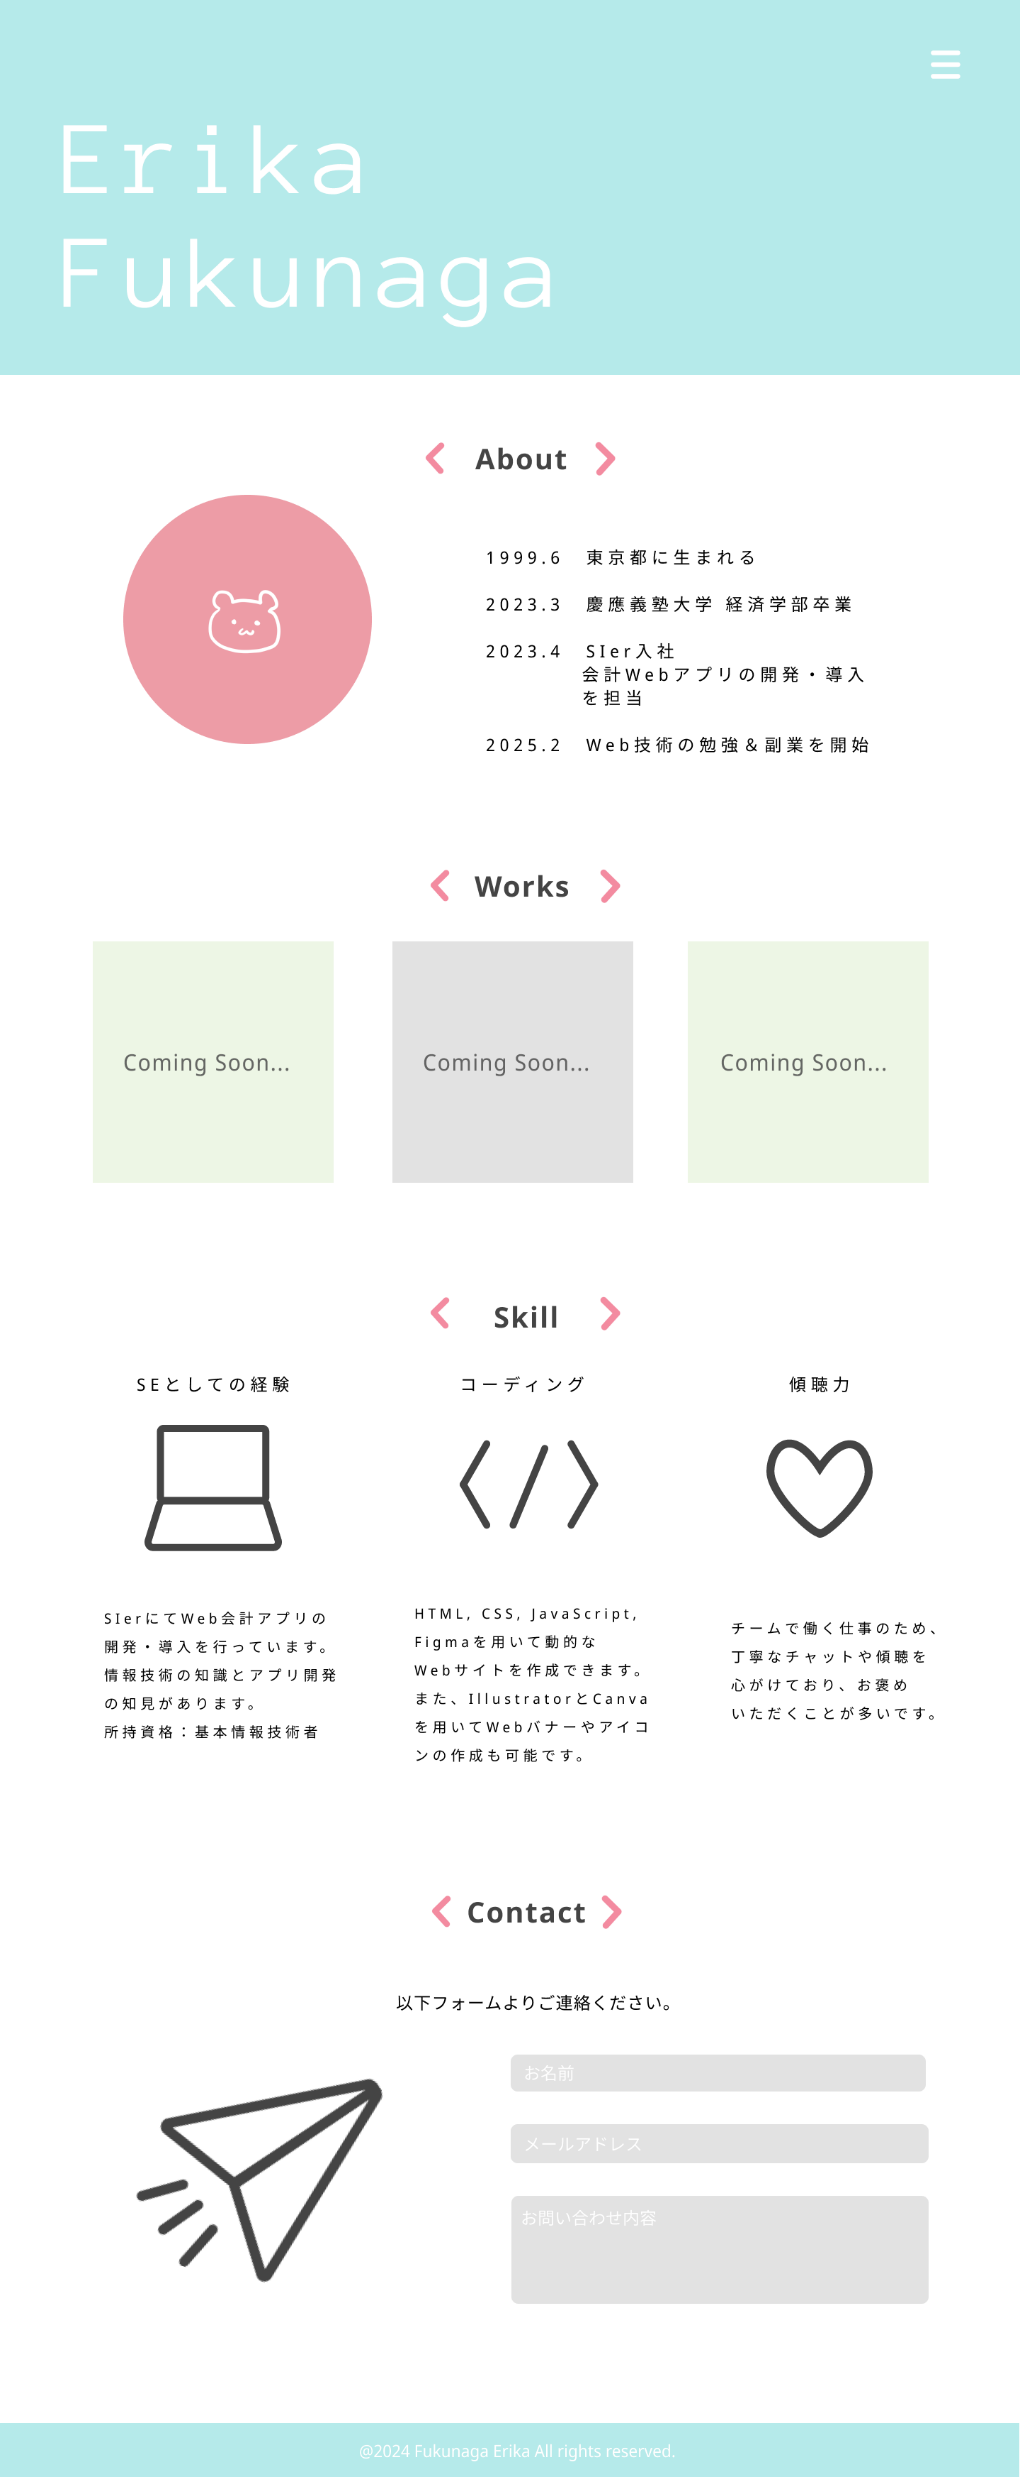 Erika
Fukunaga
About
1999.6 東京都に生まれる
2023.3 慶應義塾大学 経済学部卒業
2023.4 SIer入社
会計Webアプリの開発・導入
を担当
2025.2 Web技術の勉強＆副業を開始
Works
Coming Soon...
Coming Soon...
Coming Soon...
Skill
SEとしての経験
SIerにてWeb会計アプリの
開発・導入を行っています。
情報技術の知識とアプリ開発
の知見があります。
所持資格：基本情報技術者
コーディング
HTML, CSS, JavaScript,
Figmaを用いて動的な
Webサイトを作成できます。
また、IllustratorとCanva
を用いてWebバナーやアイコ
ンの作成も可能です。
傾聴力
チームで働く仕事のため、
丁寧なチャットや傾聴を
心がけており、お褒め
いただくことが多いです。
Contact
以下フォームよりご連絡ください。
お名前
メールアドレス
お問い合わせ内容
@2024 Fukunaga Erika All rights reserved.